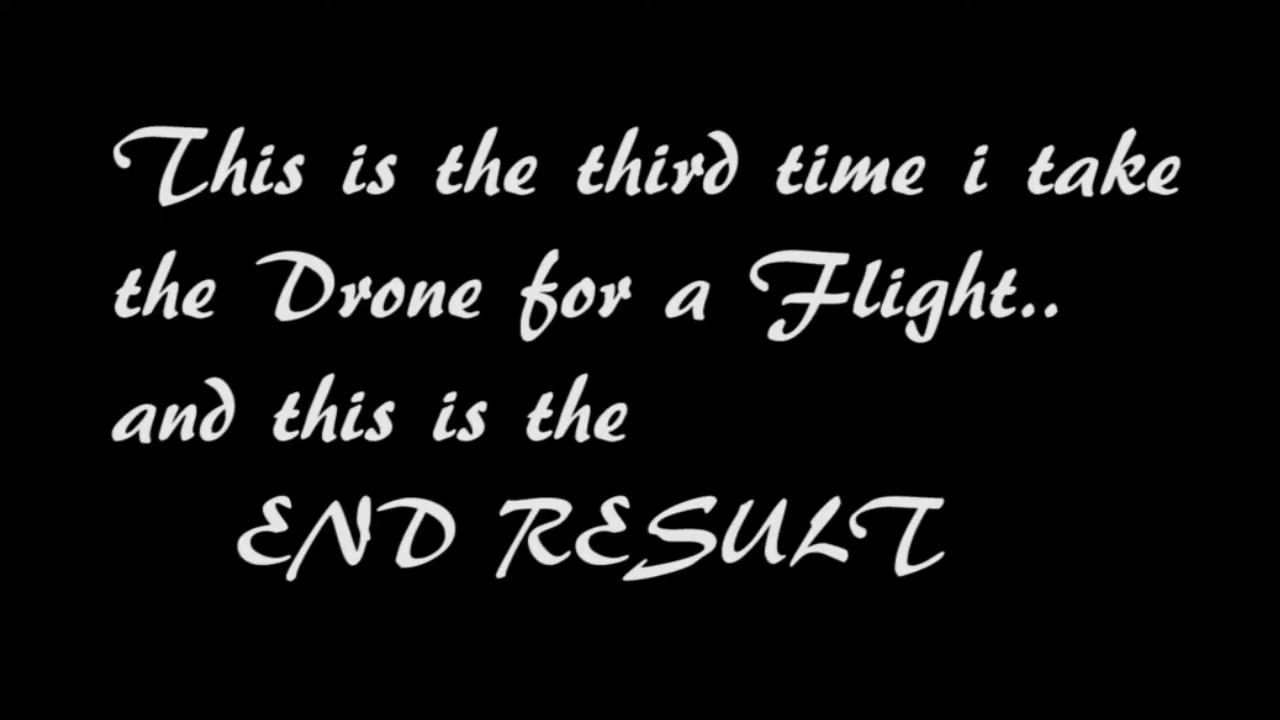 This is the third time i take
the Drone for a Flight..
and this is the
END RESULT